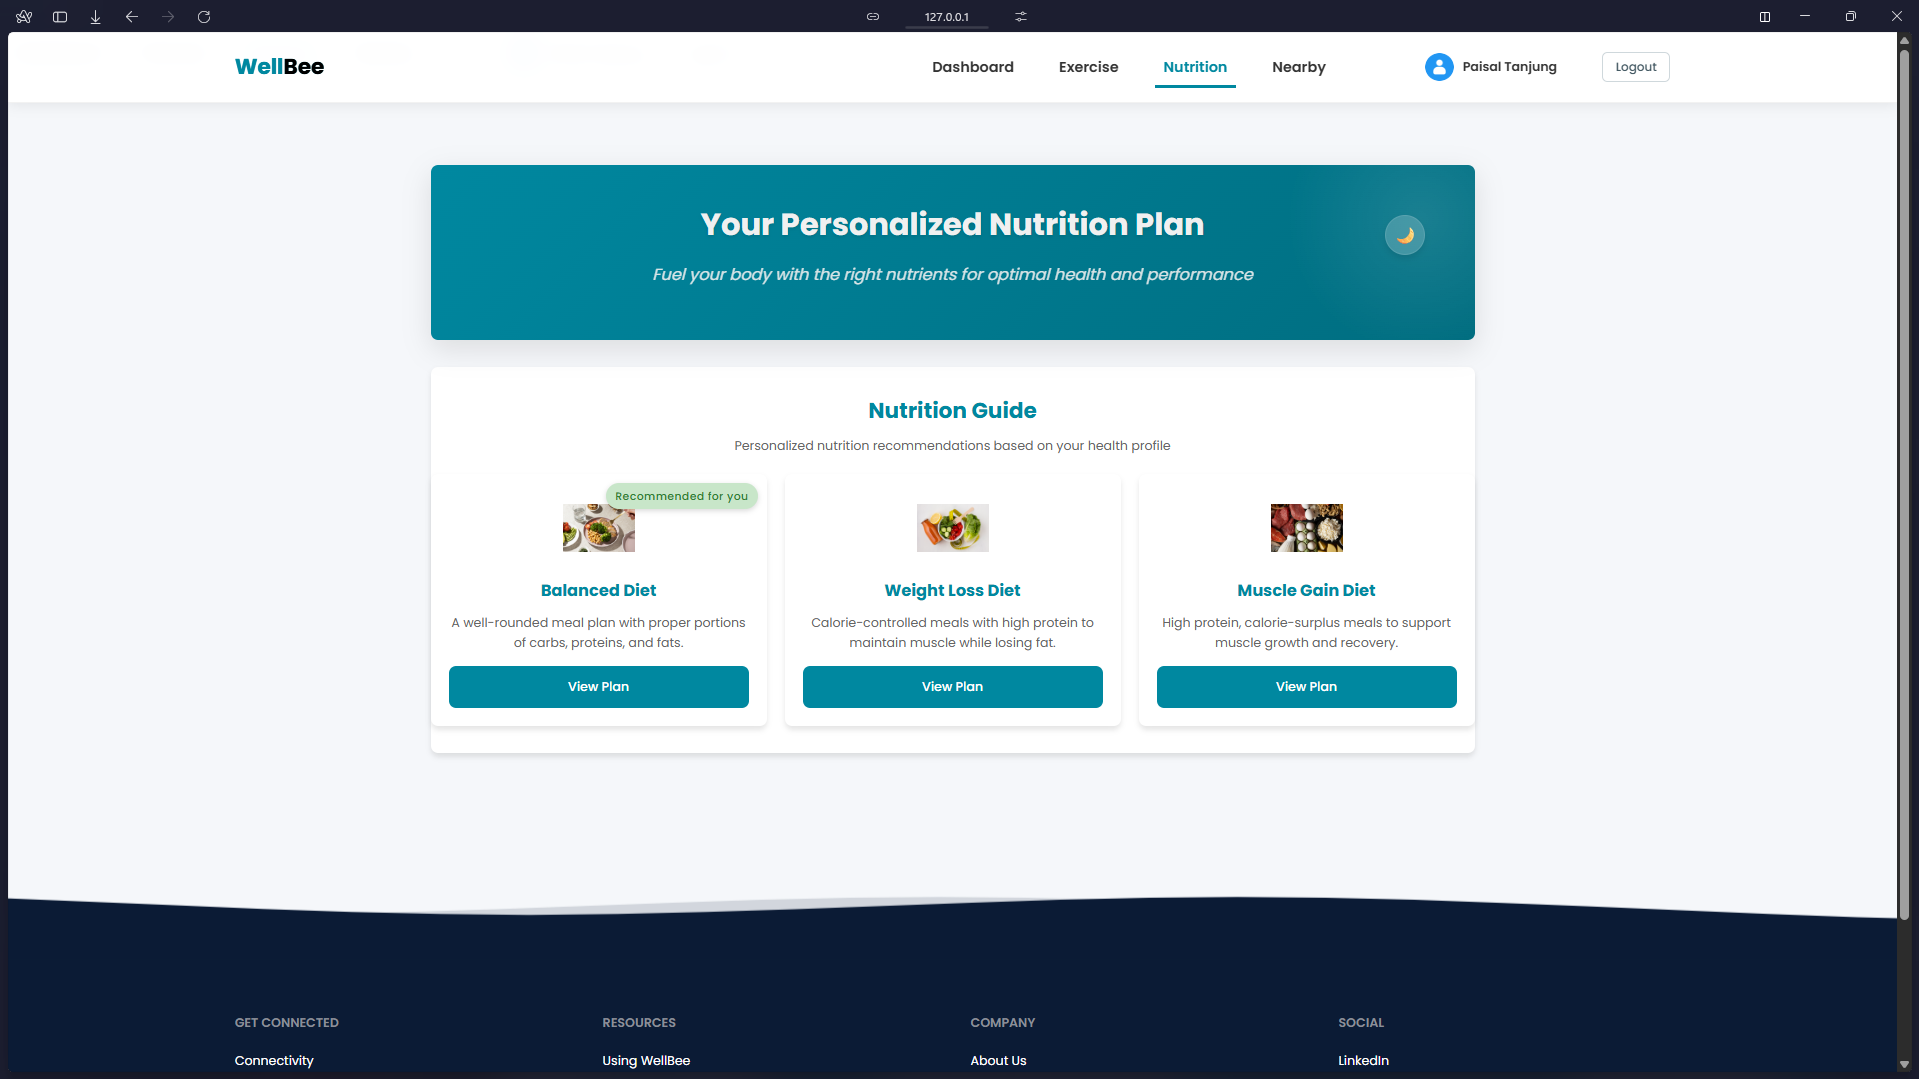 127.0.0.1
WellBee
Dashboard
Exercise
Nutrition
Nearby
Paisal Tanjung
Logout
Your Personalized Nutrition Plan
Fuel your body with the right nutrients for optimal health and performance
Nutrition Guide
Personalized nutrition recommendations based on your health profile
Recommended for you
Balanced Diet
A well-rounded meal plan with proper portions
of carbs, proteins, and fats.
View Plan
Weight Loss Diet
Calorie-controlled meals with high protein to
maintain muscle while losing fat.
View Plan
Muscle Gain Diet
High protein, calorie-surplus meals to support
muscle growth and recovery.
View Plan
GET CONNECTED
Connectivity
RESOURCES
Using WellBee
COMPANY
About Us
SOCIAL
LinkedIn